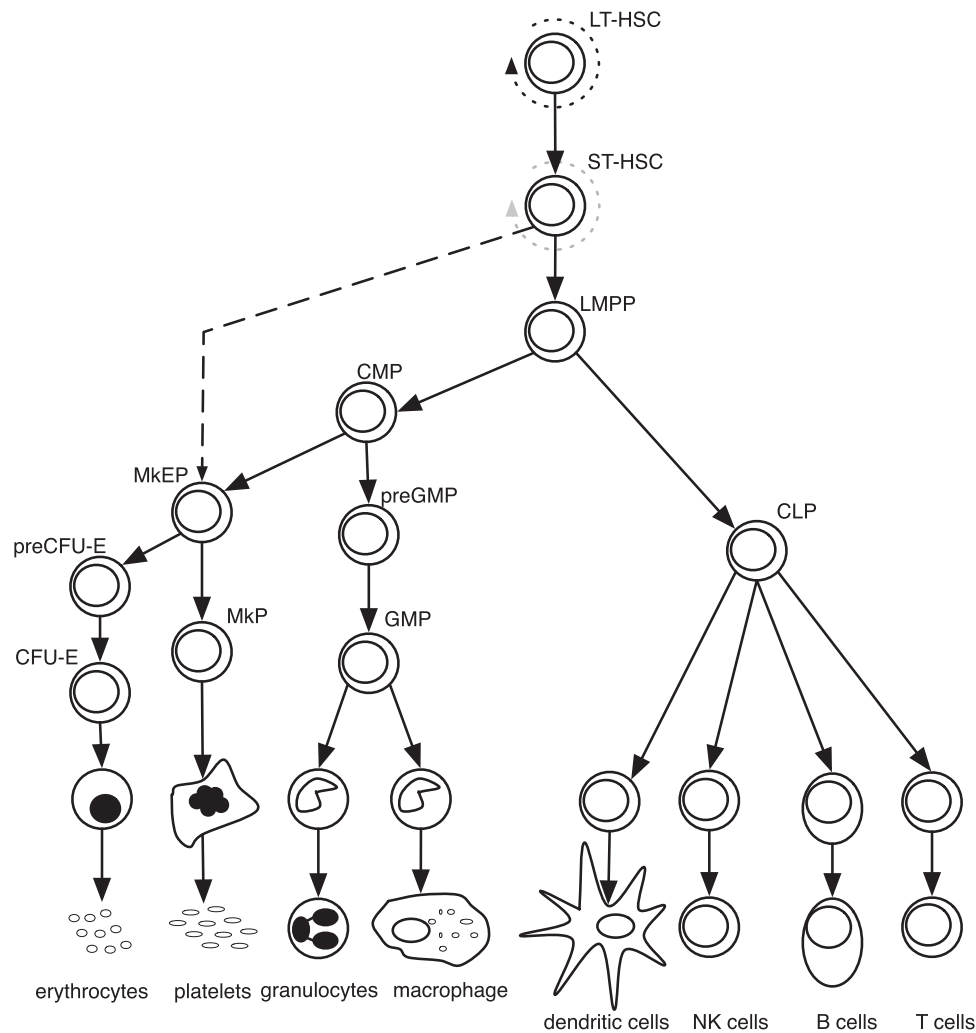 LT-HSC
ST-HSC
LMPP
CMP
MkEP
preGMP
CLP
preCFU-E
MkP
GMP
CFU-E
erythrocytes platelets granulocytes macrophage
dendritic cells NK cells B cells T cells